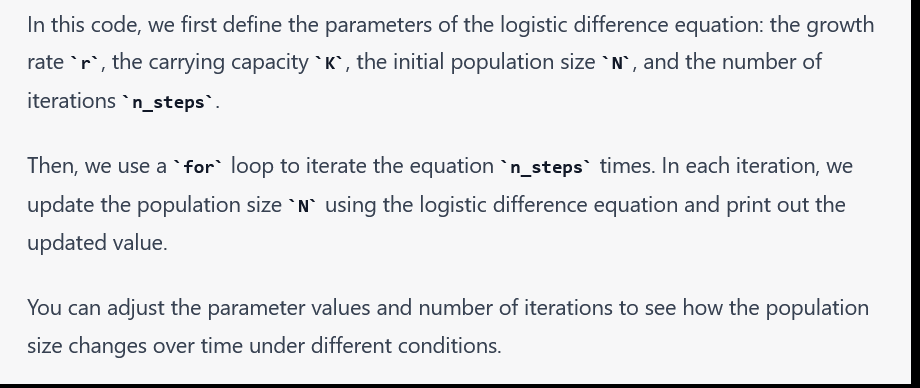 In this code, we first define the parameters of the logistic difference equation: the growth
rate `r`, the carrying capacity `K`, the initial population size `N`, and the number of
iterations `n_steps`.
Then, we use a `for` loop to iterate the equation `n_steps` times. In each iteration, we
update the population size `N` using the logistic difference equation and print out the
updated value.
You can adjust the parameter values and number of iterations to see how the population
size changes over time under different conditions.